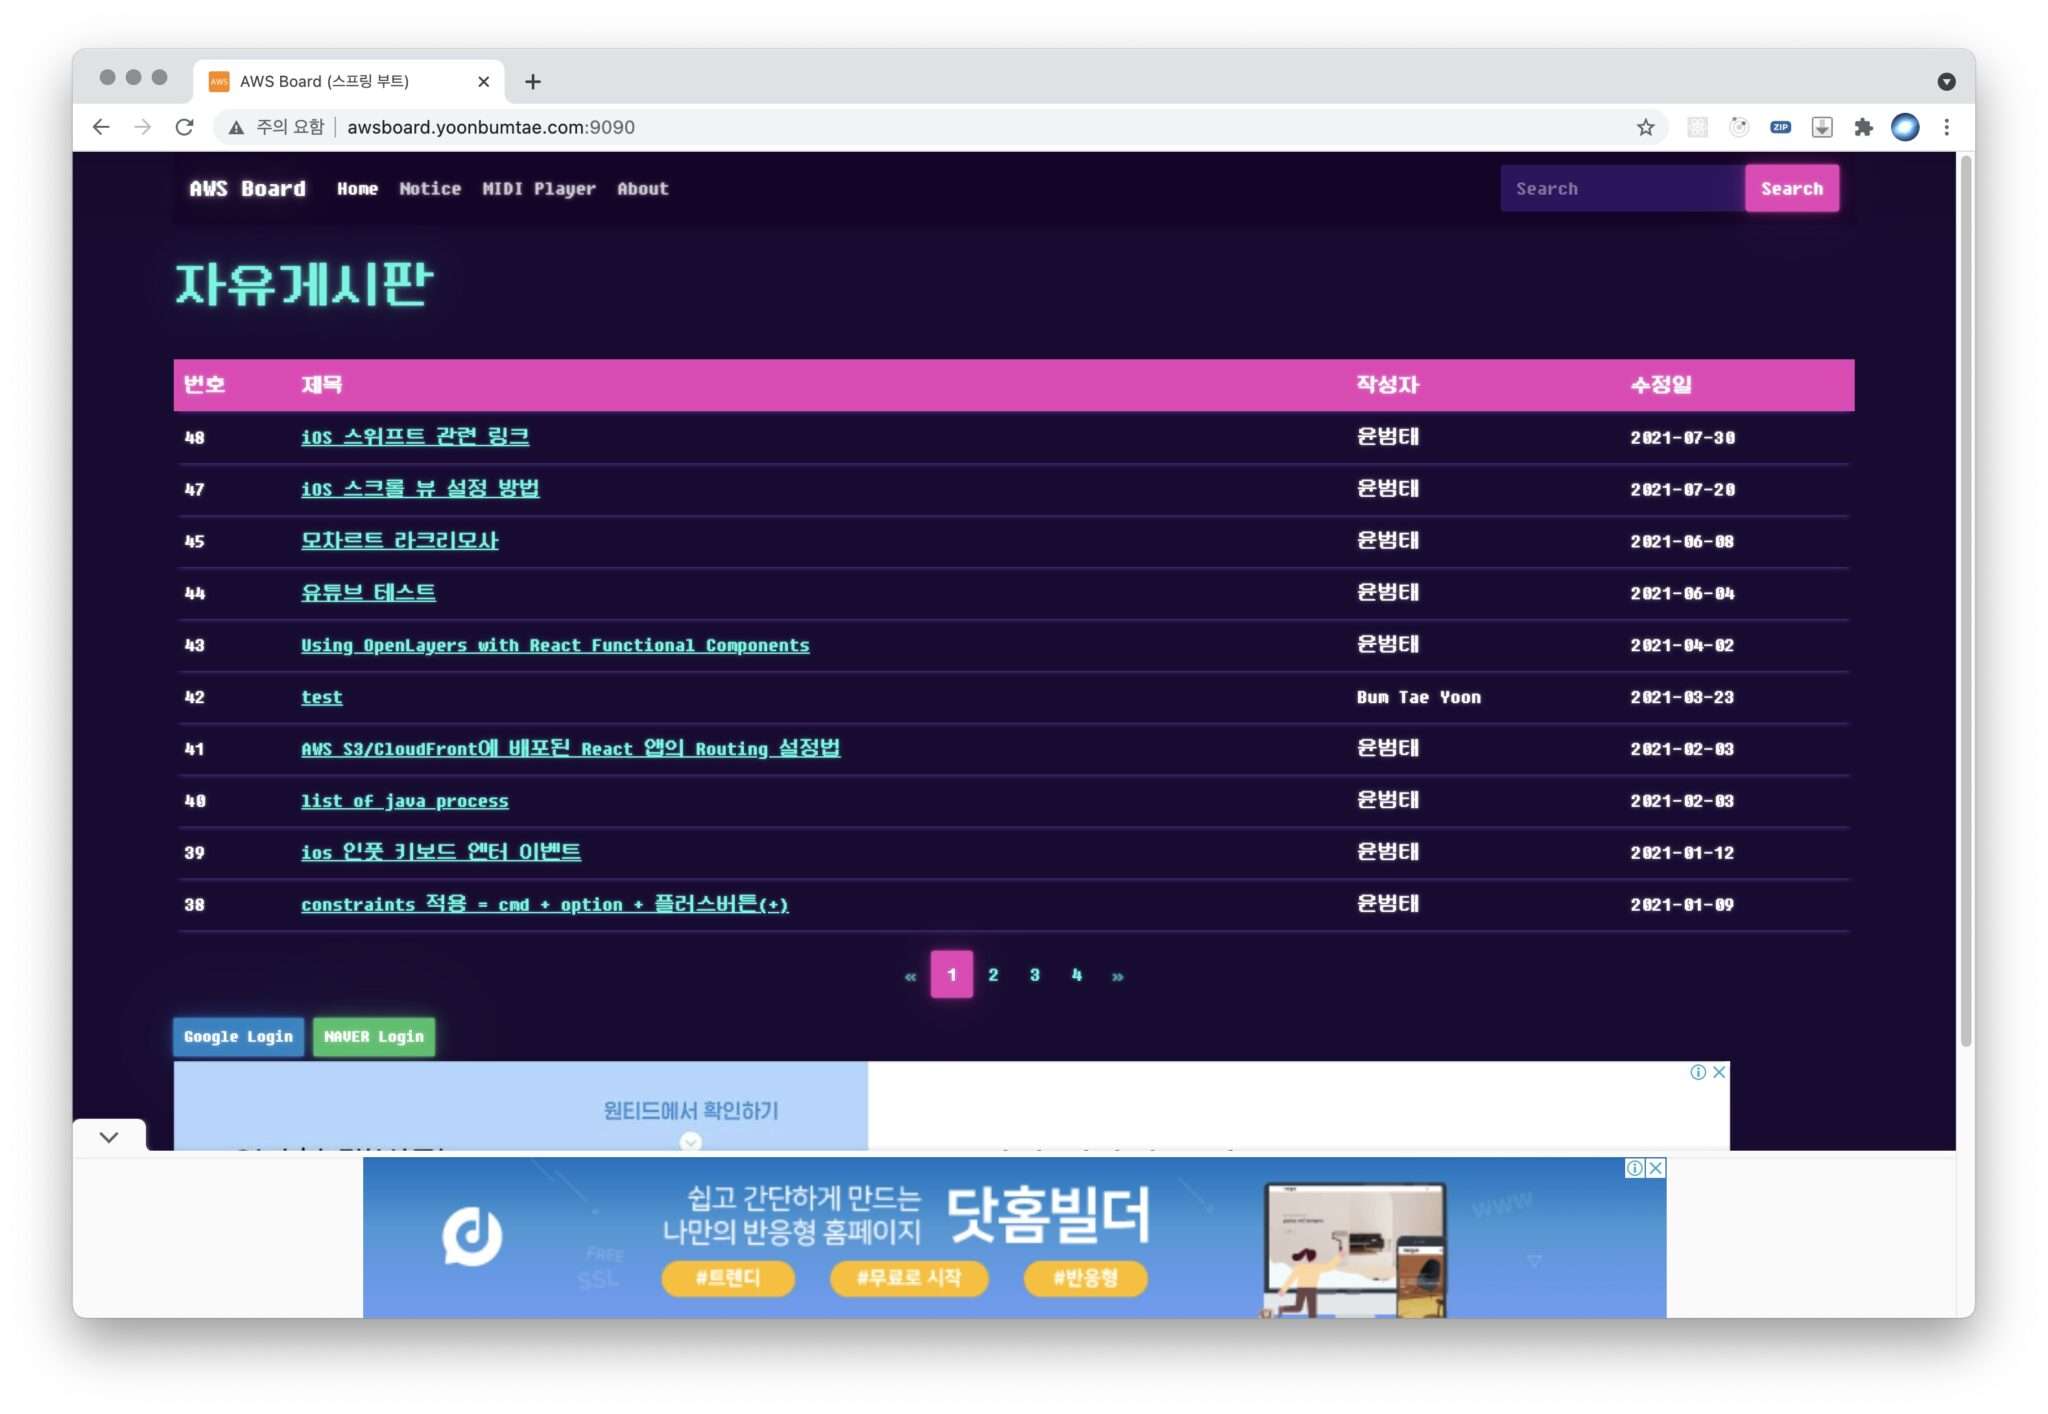 AWS Board (스프링 부트)
주의 요함 awsboard.yoonbumtae.com:9090
ZIP
AWS Board Home Notice MIDI Player About Search Search
자유게시판
번호 제목 작성자 수정일
48 iOS 스위프트 관련 링크 윤범태 2021-07-30
47 iOS 스크롤 뷰 설정 방법 윤범태 2021-07-20
45 모차르트 라크리모사 윤범태 2021-06-08
44 유튜브 테스트 윤범태 2021-06-04
43 Using OpenLayers with React Functional Components 윤범태 2021-04-02
42 test Bum Tae Yoon 2021-03-23
41 AWS S3/CloudFront에 배포된 React 앱의 Routing 설정법 윤범태 2021-02-03
40 list of java process 윤범태 2021-02-03
39 ios 인풋 키보드 엔터 이벤트 윤범태 2021-01-12
38 constraints 적용 = cmd + option + 플러스버튼(+) 윤범태 2021-01-09
« 1 2 3 4 »
Google Login NAVER Login
원티드에서 확인하기
쉽고 간단하게 만드는
나만의 반응형 홈페이지
닷홈빌더
FREE
SSL
WWW
#트렌디 #무료로 시작 #반응형